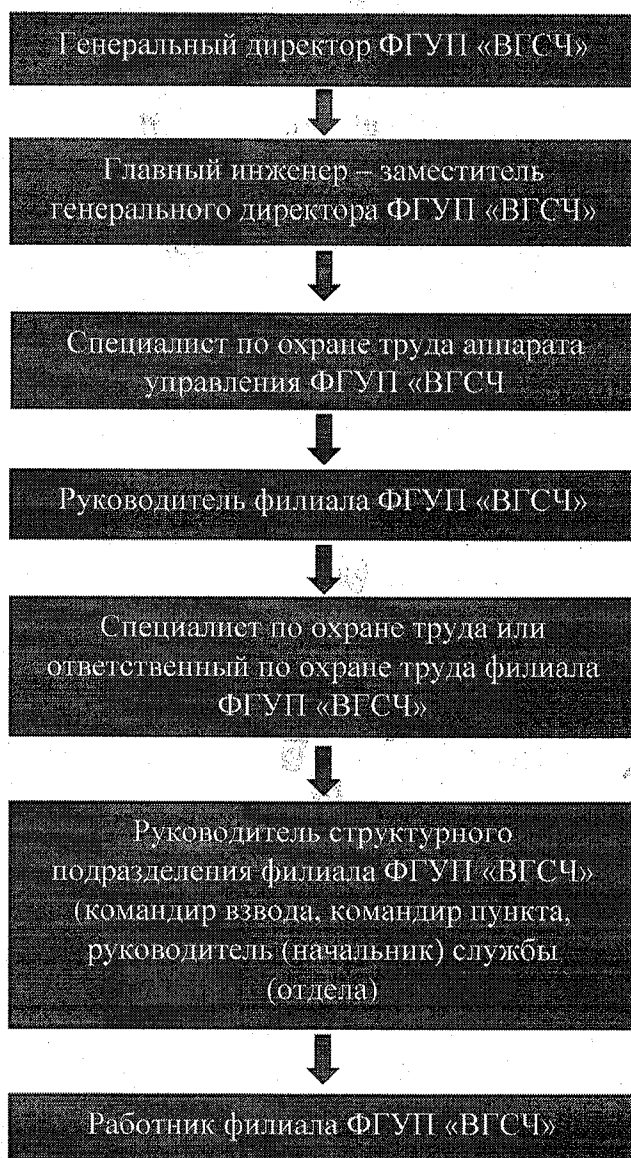 Генеральный директор ФГУП «ВГСЧ»
Главный инженер – заместитель
генерального директора ФГУП «ВГСЧ»
Специалист по охране труда аппарата
управления ФГУП «ВГСЧ
Руководитель филиала ФГУП «ВГСЧ»
Специалист по охране труда или
ответственный по охране труда филиала
ФГУП «ВГСЧ»
Руководитель структурного
подразделения филиала ФГУП «ВГСЧ»
(командир взвода, командир пункта,
руководитель (начальник) службы
(отдела)
Работник филиала ФГУП «ВГСЧ»